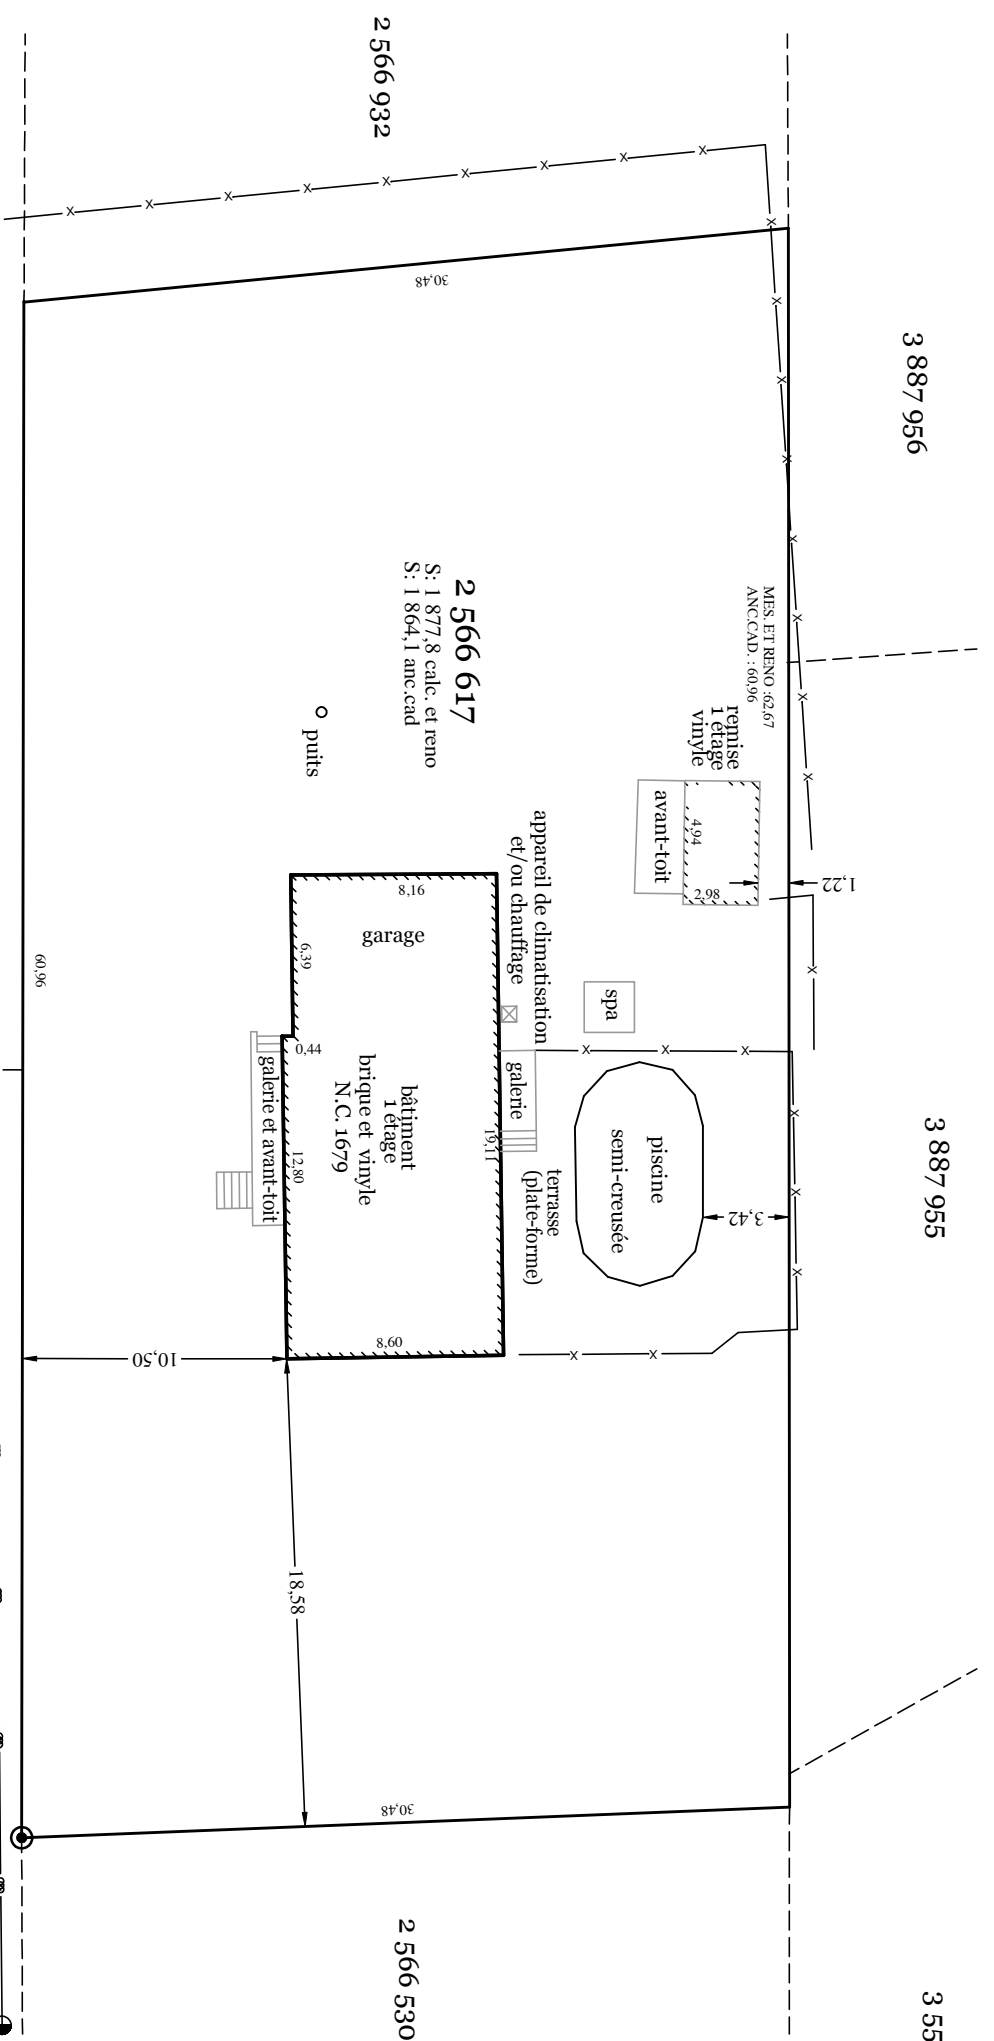 2 566 932
3 887 956
30,48
2 566 617
S: 1 877,8 calc. et reno
S: 1 864,1 anc.cad
MES. ET RENO :62,67
ANC.CAD. : 60,96
remise
1 étage
vinyle
avant-toit
4,94
2,98
1,22
puits
appareil de climatisation
et/ou chauffage
8,16
garage
6,39
0,44
60,96
spa
galerie
galerie et avant-toit
bâtiment
1 étage
brique et vinyle
N.C. 1679
12,80
19,11
terrasse
(plate-forme)
piscine
semi-creusée
3,42
3 887 955
8,60
10,50
18,58
30,48
2 566 530
3 55